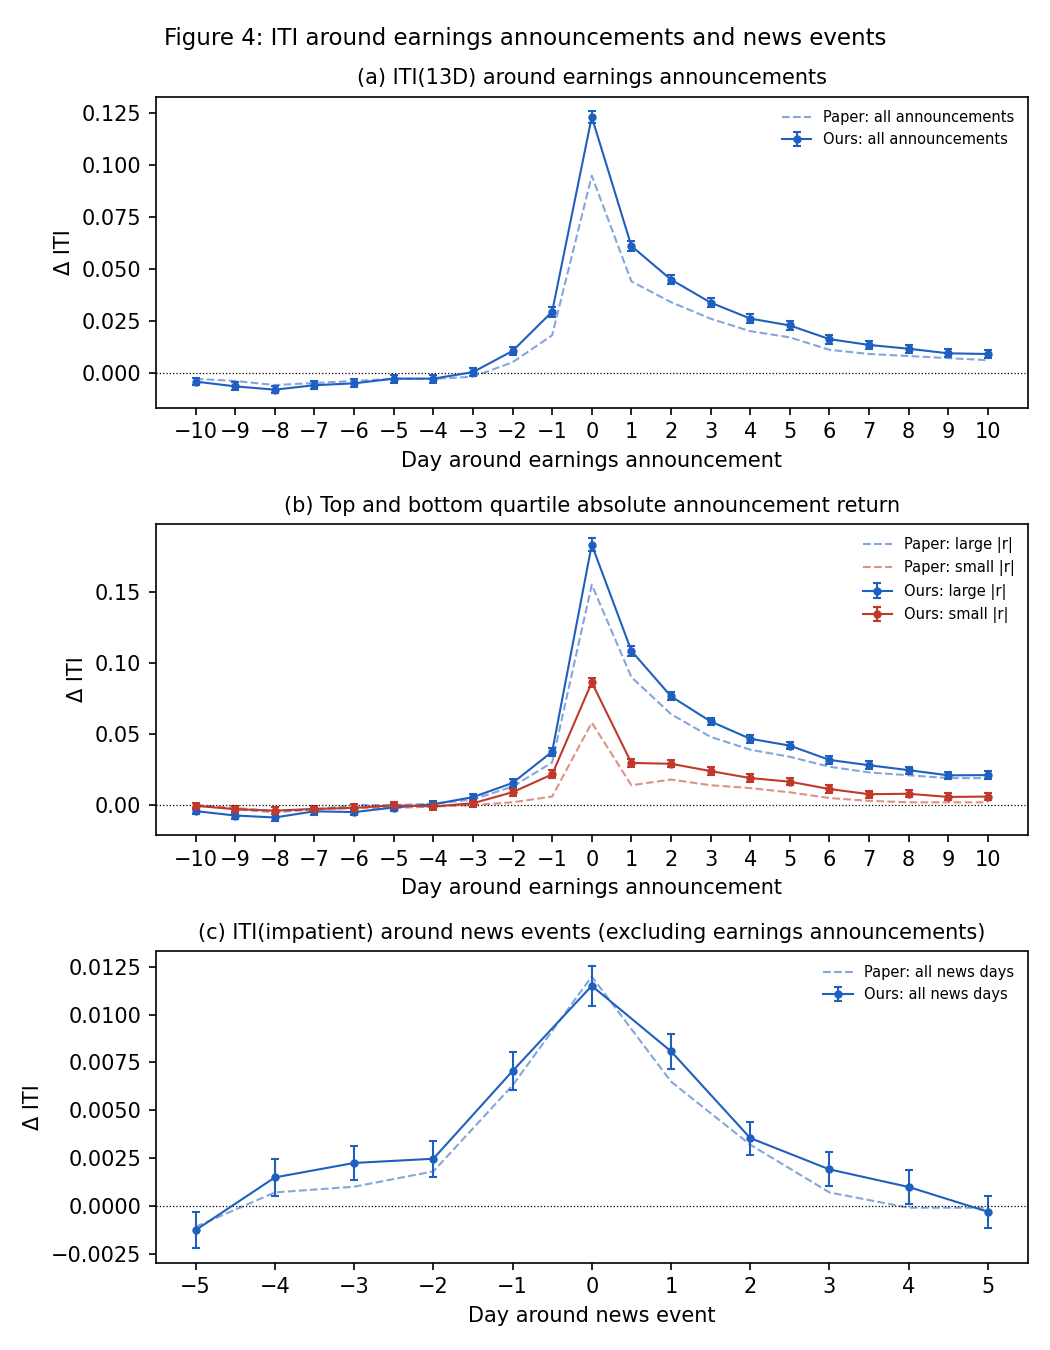 Figure 4: ITI around earnings announcements and news events
(a) ITI(13D) around earnings announcements
0.125
0.100
0.075
0.050
0.025
0.000
Δ ITI
Paper: all announcements
Ours: all announcements
−10 −9 −8 −7 −6 −5 −4 −3 −2 −1 0 1 2 3 4 5 6 7 8 9 10
Day around earnings announcement
(b) Top and bottom quartile absolute announcement return
0.15
0.10
0.05
0.00
Δ ITI
Paper: large |r|
Paper: small |r|
Ours: large |r|
Ours: small |r|
−10 −9 −8 −7 −6 −5 −4 −3 −2 −1 0 1 2 3 4 5 6 7 8 9 10
Day around earnings announcement
(c) ITI(impatient) around news events (excluding earnings announcements)
0.0125
0.0100
0.0075
0.0050
0.0025
0.0000
−0.0025
Δ ITI
Paper: all news days
Ours: all news days
−5 −4 −3 −2 −1 0 1 2 3 4 5
Day around news event